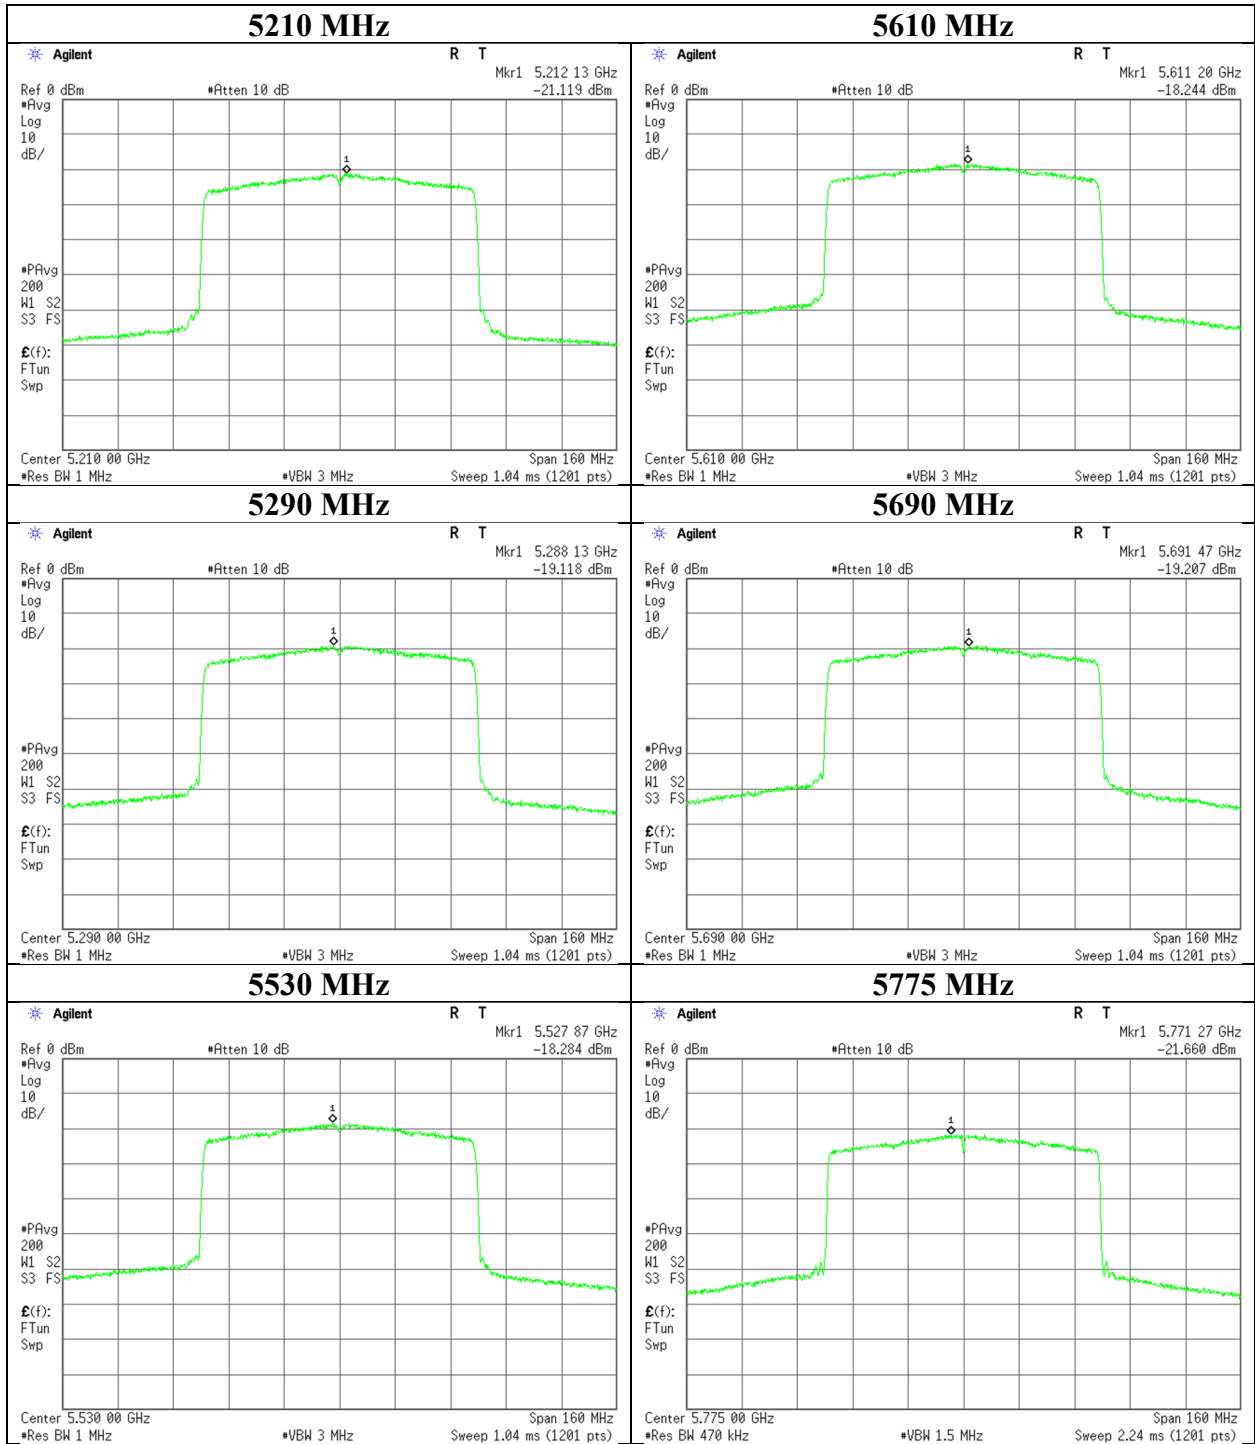 5210 MHz
Agilent R T
Mkr1 5.212 13 GHz
Ref 0 dBm #Atten 10 dB -21.119 dBm
#Avg
Log
10
dB/
1
#PAvg
200
W1 S2
S3 FS
£(f):
FTun
Swp
Center 5.210 00 GHz Span 160 MHz
#Res BW 1 MHz #VBW 3 MHz Sweep 1.04 ms (1201 pts)
5610 MHz
Agilent R T
Mkr1 5.611 20 GHz
Ref 0 dBm #Atten 10 dB -18.244 dBm
#Avg
Log
10
dB/
1
#PAvg
200
W1 S2
S3 FS
£(f):
FTun
Swp
Center 5.610 00 GHz Span 160 MHz
#Res BW 1 MHz #VBW 3 MHz Sweep 1.04 ms (1201 pts)
5290 MHz
Agilent R T
Mkr1 5.288 13 GHz
Ref 0 dBm #Atten 10 dB -19.118 dBm
#Avg
Log
10
dB/
1
#PAvg
200
W1 S2
S3 FS
£(f):
FTun
Swp
Center 5.290 00 GHz Span 160 MHz
#Res BW 1 MHz #VBW 3 MHz Sweep 1.04 ms (1201 pts)
5690 MHz
Agilent R T
Mkr1 5.691 47 GHz
Ref 0 dBm #Atten 10 dB -19.207 dBm
#Avg
Log
10
dB/
1
#PAvg
200
W1 S2
S3 FS
£(f):
FTun
Swp
Center 5.690 00 GHz Span 160 MHz
#Res BW 1 MHz #VBW 3 MHz Sweep 1.04 ms (1201 pts)
5530 MHz
Agilent R T
Mkr1 5.527 87 GHz
Ref 0 dBm #Atten 10 dB -18.284 dBm
#Avg
Log
10
dB/
1
#PAvg
200
W1 S2
S3 FS
£(f):
FTun
Swp
Center 5.530 00 GHz Span 160 MHz
#Res BW 1 MHz #VBW 3 MHz Sweep 1.04 ms (1201 pts)
5775 MHz
Agilent R T
Mkr1 5.771 27 GHz
Ref 0 dBm #Atten 10 dB -21.660 dBm
#Avg
Log
10
dB/
1
#PAvg
200
W1 S2
S3 FS
£(f):
FTun
Swp
Center 5.775 00 GHz Span 160 MHz
#Res BW 470 kHz #VBW 1.5 MHz Sweep 2.24 ms (1201 pts)